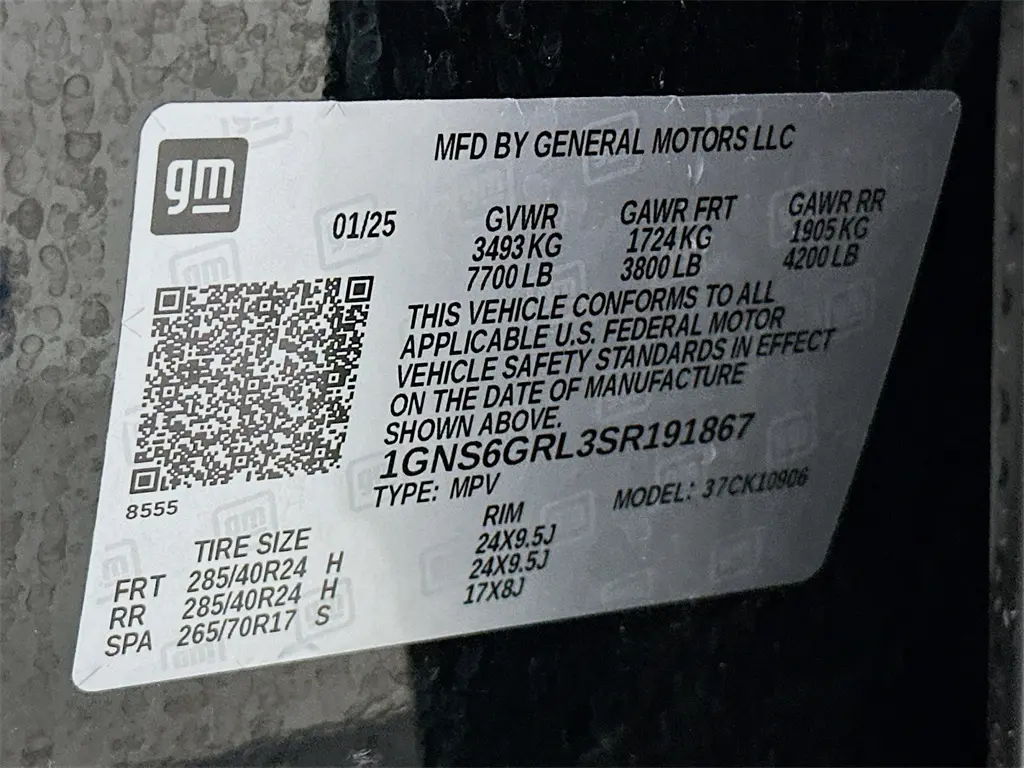 gm
MFD BY GENERAL MOTORS LLC
01/25 GVWR GAWR FRT GAWR RR
3493 KG 1724 KG 1905 KG
7700 LB 3800 LB 4200 LB
THIS VEHICLE CONFORMS TO ALL
APPLICABLE U.S. FEDERAL MOTOR
VEHICLE SAFETY STANDARDS IN EFFECT
ON THE DATE OF MANUFACTURE
SHOWN ABOVE.
1GNS6GRL3SR191867
TYPE: MPV MODEL: 37CK10906
8555
TIRE SIZE RIM
FRT 285/40R24 H 24X9.5J
RR 285/40R24 H 24X9.5J
SPA 265/70R17 S 17X8J